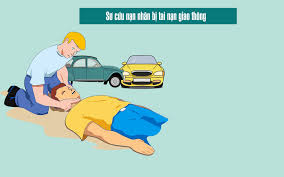 Sơ cứu nạn nhân bị tai nạn giao thông